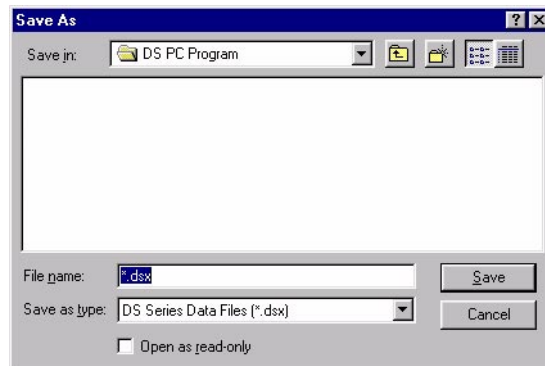 Save As
Save in: DS PC Program
File name: *.dsx
Save
Save as type: DS Series Data Files (*.dsx)
Cancel
Open as read-only